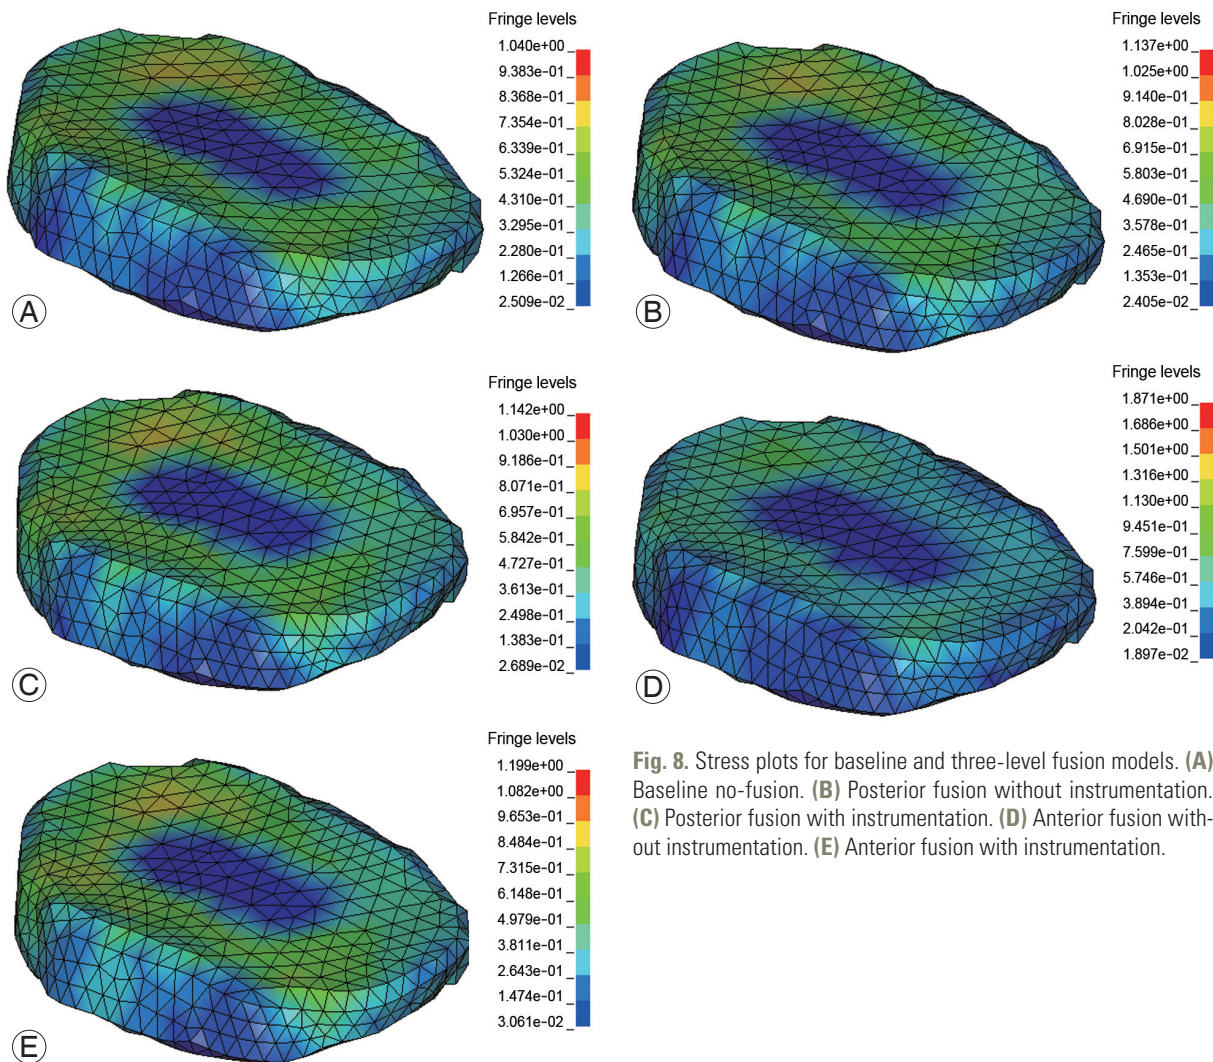 Fringe levels
1.040e+00
9.383e-01
8.368e-01
7.354e-01
6.339e-01
5.324e-01
4.310e-01
3.295e-01
2.280e-01
1.266e-01
2.509e-02
A
Fringe levels
1.137e+00
1.025e+00
9.140e-01
8.028e-01
6.915e-01
5.803e-01
4.690e-01
3.578e-01
2.465e-01
1.353e-01
2.405e-02
B
Fringe levels
1.142e+00
1.030e+00
9.186e-01
8.071e-01
6.957e-01
5.842e-01
4.727e-01
3.613e-01
2.498e-01
1.383e-01
2.689e-02
C
Fringe levels
1.871e+00
1.686e+00
1.501e+00
1.316e+00
1.130e+00
9.451e-01
7.599e-01
5.746e-01
3.894e-01
2.042e-01
1.897e-02
D
Fringe levels
1.199e+00
1.082e+00
9.653e-01
8.484e-01
7.315e-01
6.148e-01
4.979e-01
3.811e-01
2.643e-01
1.474e-01
3.061e-02
E
Fig. 8. Stress plots for baseline and three-level fusion models. (A)
Baseline no-fusion. (B) Posterior fusion without instrumentation.
(C) Posterior fusion with instrumentation. (D) Anterior fusion with-
out instrumentation. (E) Anterior fusion with instrumentation.